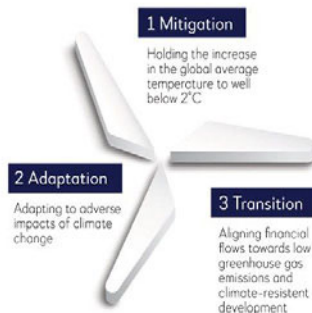 1 Mitigation
Holding the increase
in the global average
temperature to well
below 2°C
2 Adaptation
Adapting to adverse
impacts of climate
change
3 Transition
Aligning financial
flows towards low
greenhouse gas
emissions and
climate-resistent
development